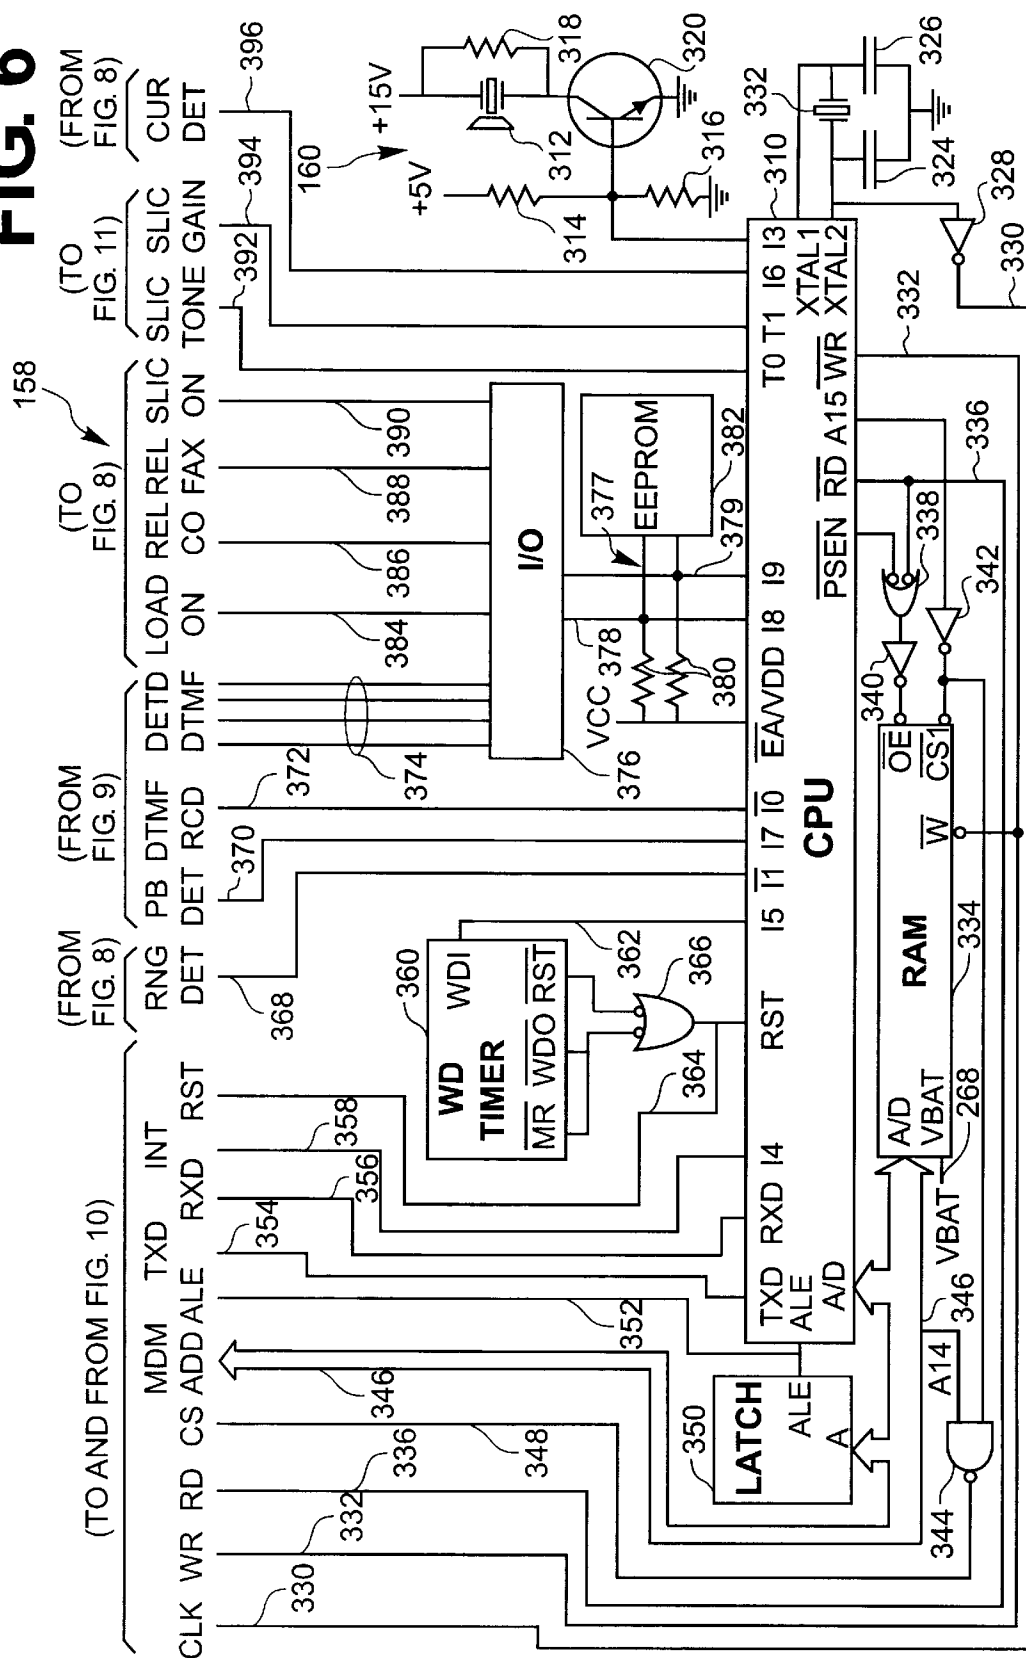 FIG. 6
158
(TO AND FROM FIG. 10)
(FROM
FIG. 8)
(FROM
FIG. 9)
(TO
FIG. 8)
(TO
FIG. 11)
(FROM
FIG. 8)
CLK WR RD CS
MDM
ADD
ALE
TXD
RXD
INT
RST
RNG
DET
PB
DET
DTMF
RCD
DETD
DTMF
LOAD
ON
REL
CO
REL
FAX
SLIC
ON
SLIC
TONE
SLIC
GAIN
CUR
DET
330
332
336
348
346
352
354
356
358
368
370
372
374
384
386
388
390
392
394
396
160
+5V
+15V
312
314
316
318
320
I/O
376
EEPROM
382
377
378
379
380
VCC
360
WD
TIMER
WDI
MR WDO RST
362
364
366
310
TXD RXD I4 RST I5 I1 I7 I0 EA/VDD I8 I9 T0 T1 I6 I3
ALE
A/D
CPU
PSEN RD A15 WR
XTAL1
XTAL2
332
324
326
328
330
332
336
338
340
342
350
LATCH
ALE
A
A/D
VBAT
RAM
W
OE
CS1
334
268
VBAT
346
A14
344